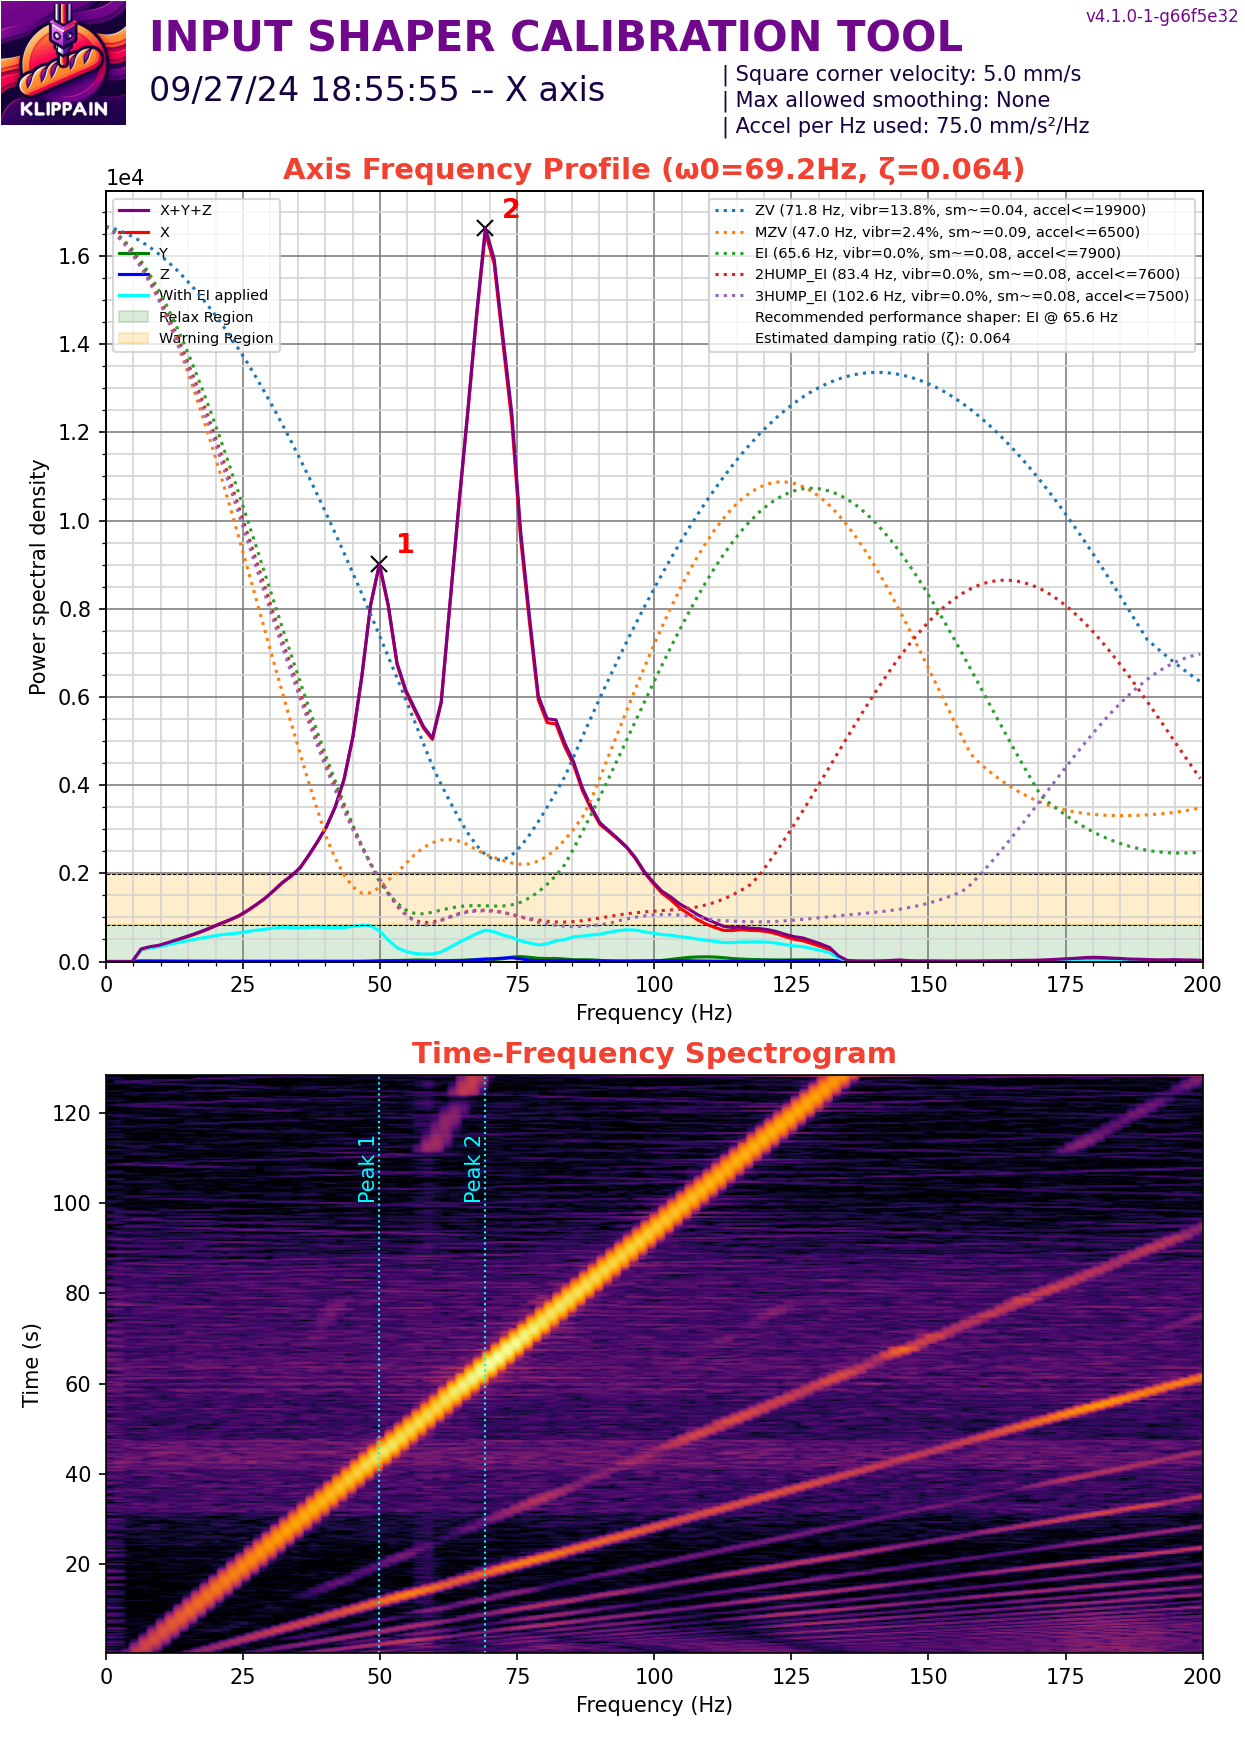 v4.1.0-1-g66f5e32
INPUT SHAPER CALIBRATION TOOL
09/27/24 18:55:55 -- X axis
| Square corner velocity: 5.0 mm/s
| Max allowed smoothing: None
| Accel per Hz used: 75.0 mm/s²/Hz
KLIPPAIN
Axis Frequency Profile (ω0=69.2Hz, ζ=0.064)
1e4
X+Y+Z
X
Y
Z
With EI applied
Relax Region
Warning Region
ZV (71.8 Hz, vibr=13.8%, sm~=0.04, accel<=19900)
MZV (47.0 Hz, vibr=2.4%, sm~=0.09, accel<=6500)
EI (65.6 Hz, vibr=0.0%, sm~=0.08, accel<=7900)
2HUMP_EI (83.4 Hz, vibr=0.0%, sm~=0.08, accel<=7600)
3HUMP_EI (102.6 Hz, vibr=0.0%, sm~=0.08, accel<=7500)
Recommended performance shaper: EI @ 65.6 Hz
Estimated damping ratio (ζ): 0.064
2
1
Power spectral density
1.6
1.4
1.2
1.0
0.8
0.6
0.4
0.2
0.0
0 25 50 75 100 125 150 175 200
Frequency (Hz)
Time-Frequency Spectrogram
Peak 1
Peak 2
Time (s)
120
100
80
60
40
20
0 25 50 75 100 125 150 175 200
Frequency (Hz)